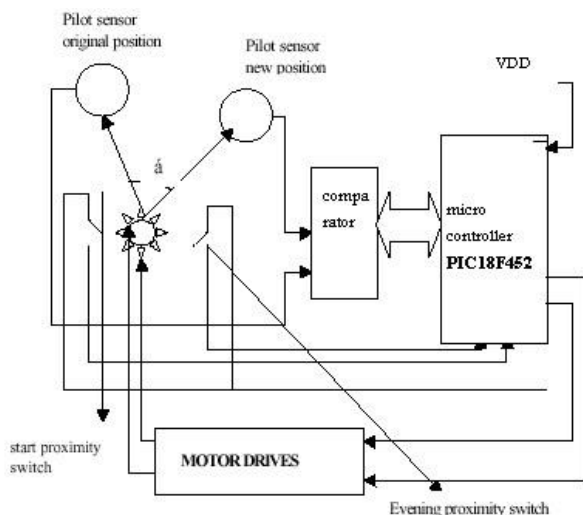 Pilot sensor
original position
Pilot sensor
new position
VDD
á
compa
rator
micro
controller
PIC18F452
start proximity
switch
MOTOR DRIVES
Evening proximity switch